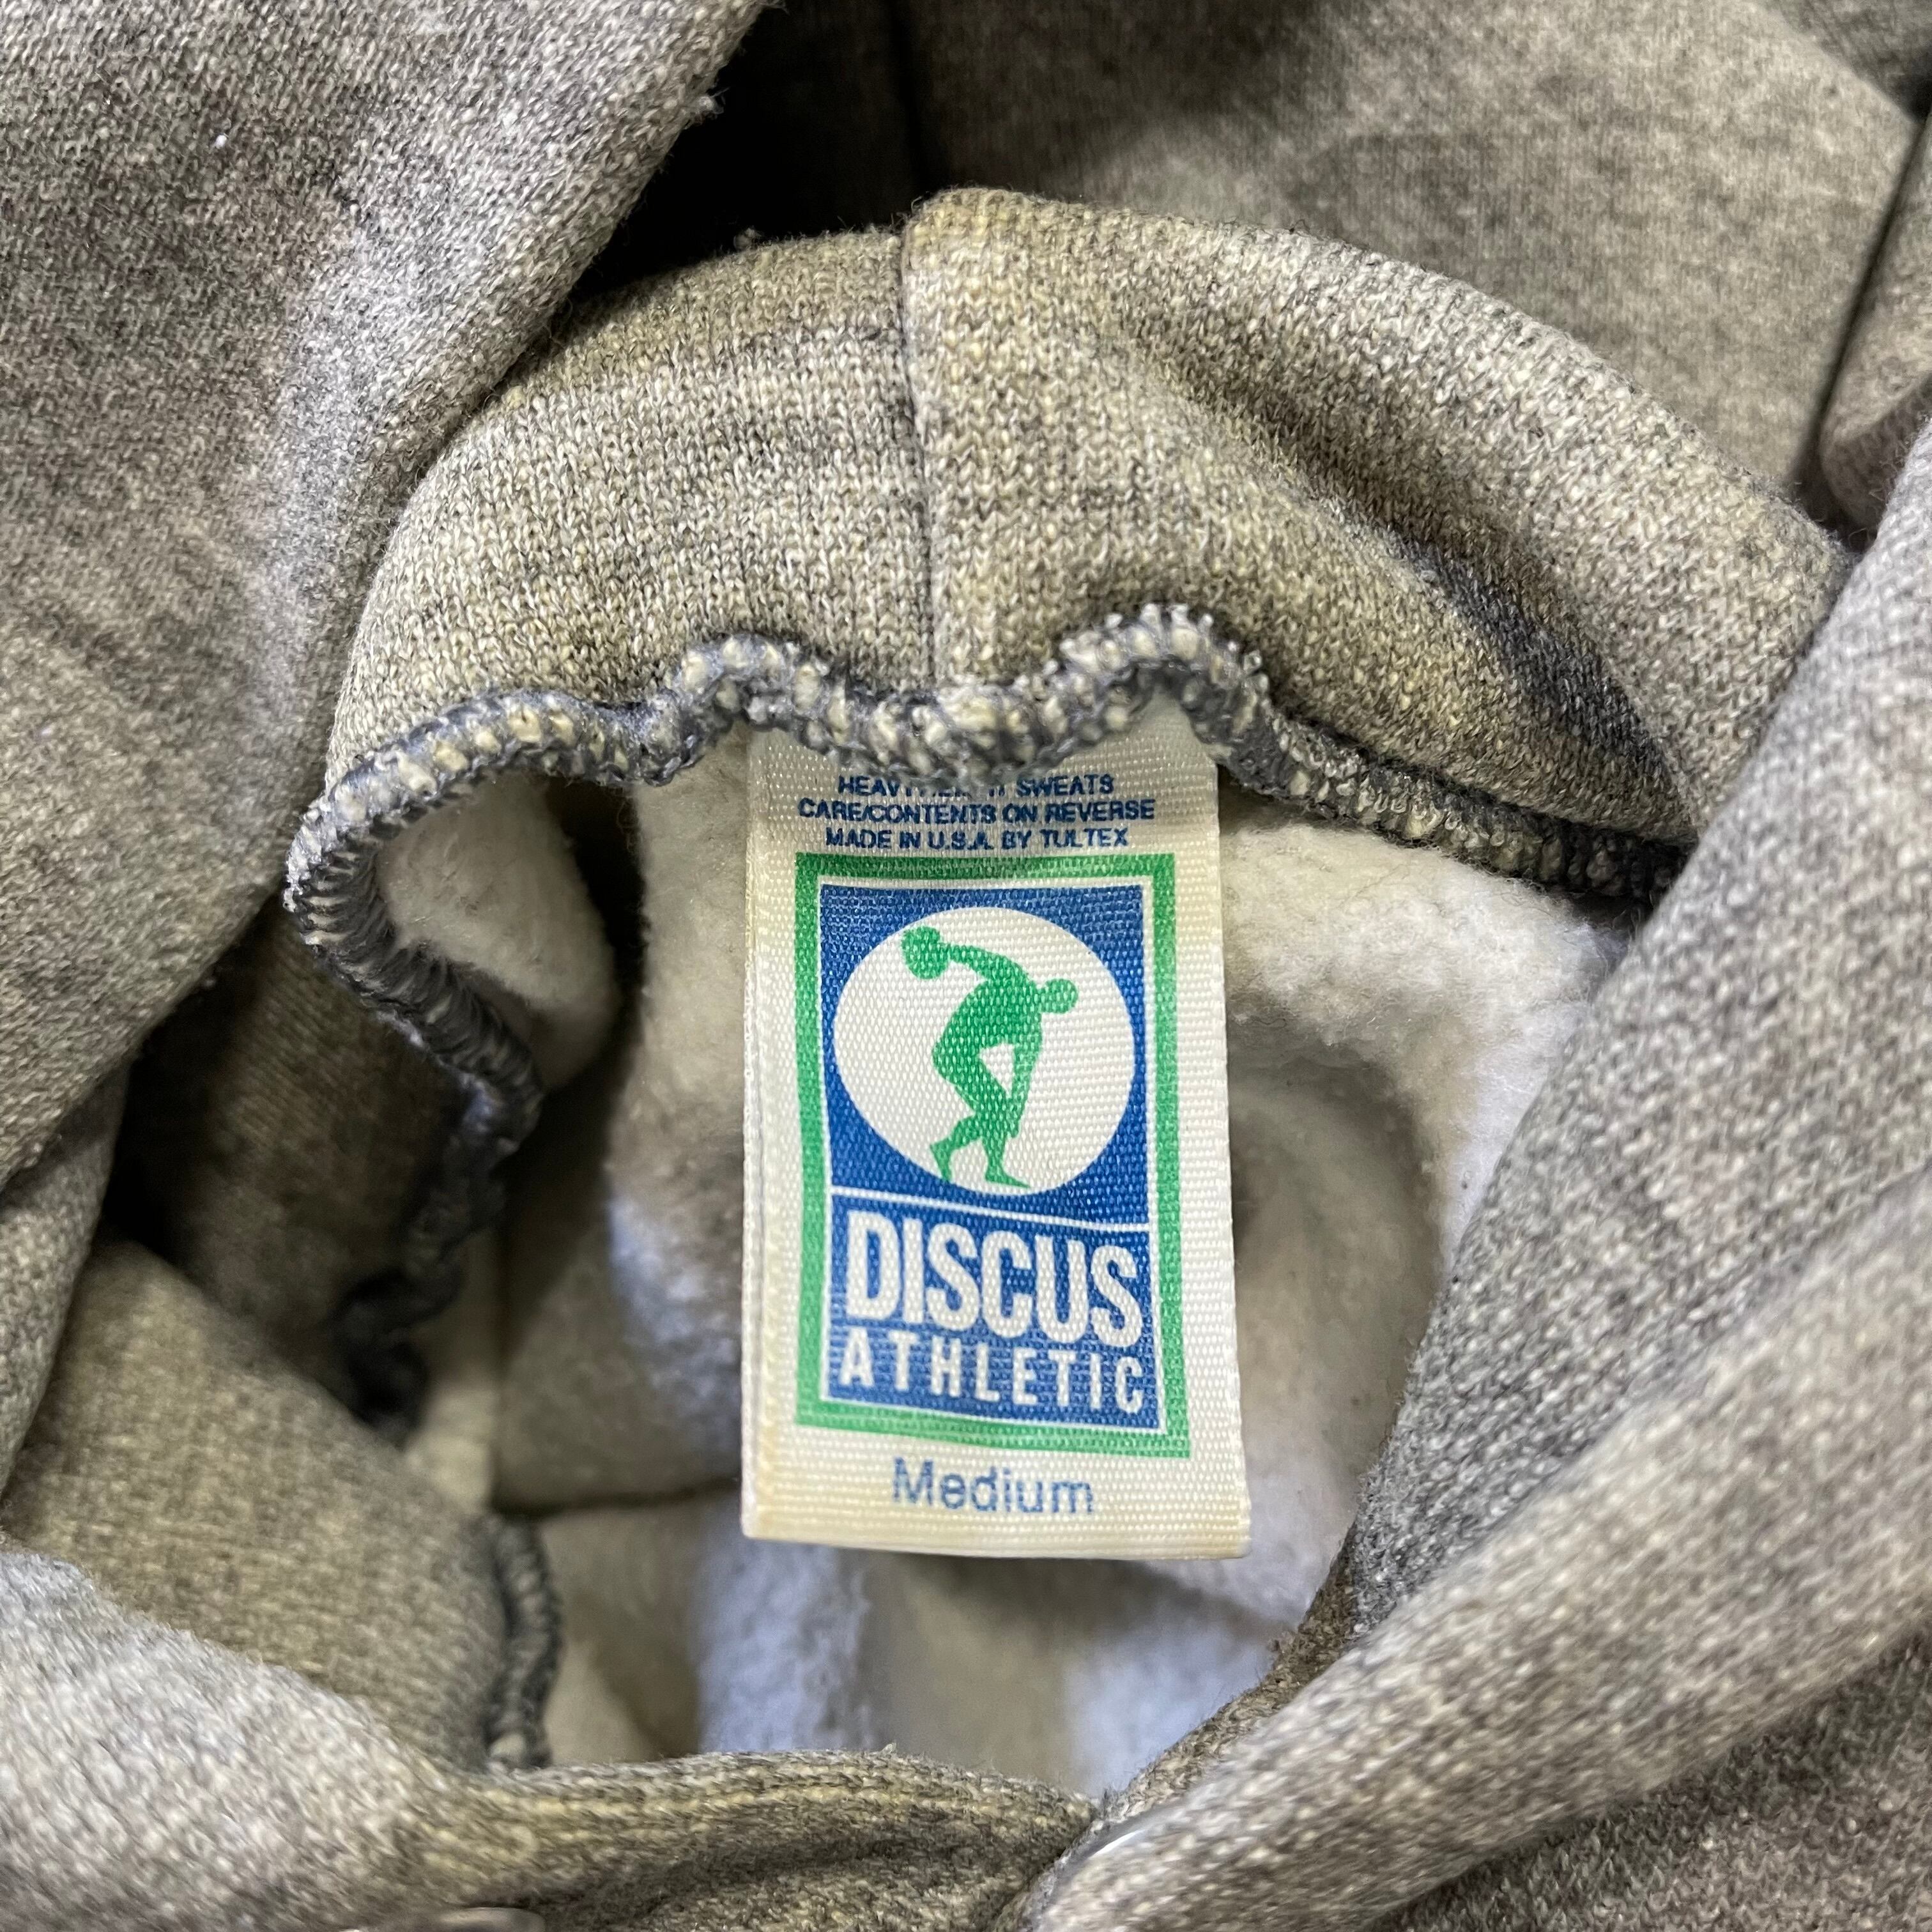 SWEATS
CARE/CONTENTS ON REVERSE
MADE IN U.S.A. BY TULTEX
DISCUS
ATHLETIC
Medium